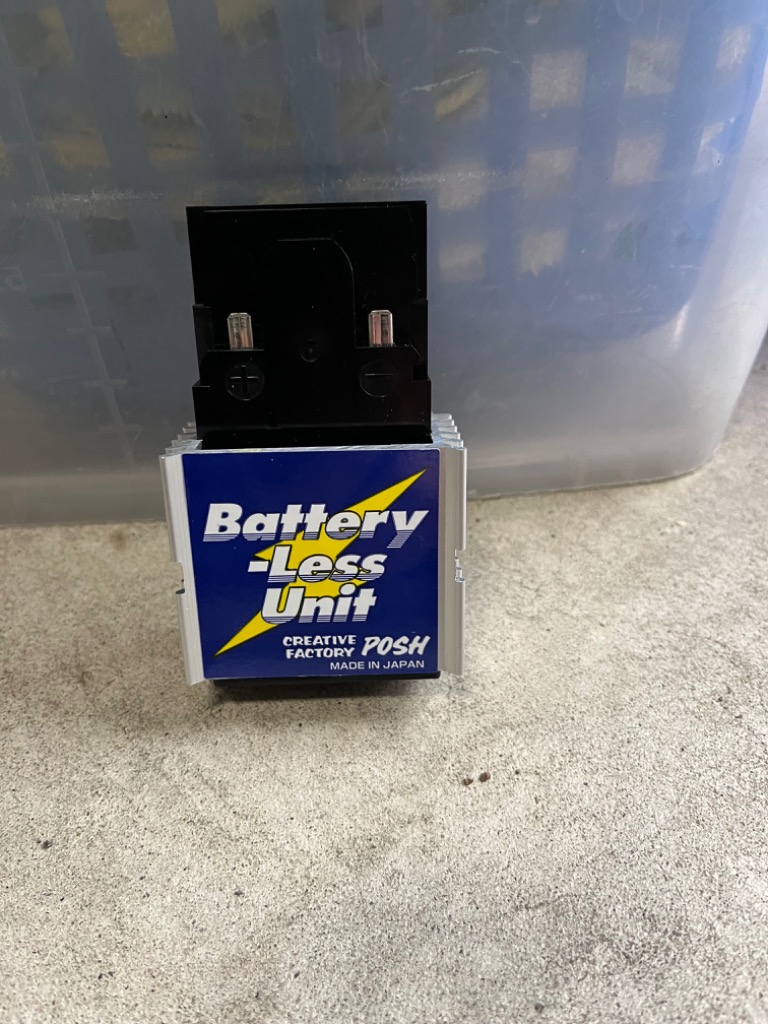 + -
Battery
-Less
Unit
CREATIVE
FACTORY POSH
MADE IN JAPAN